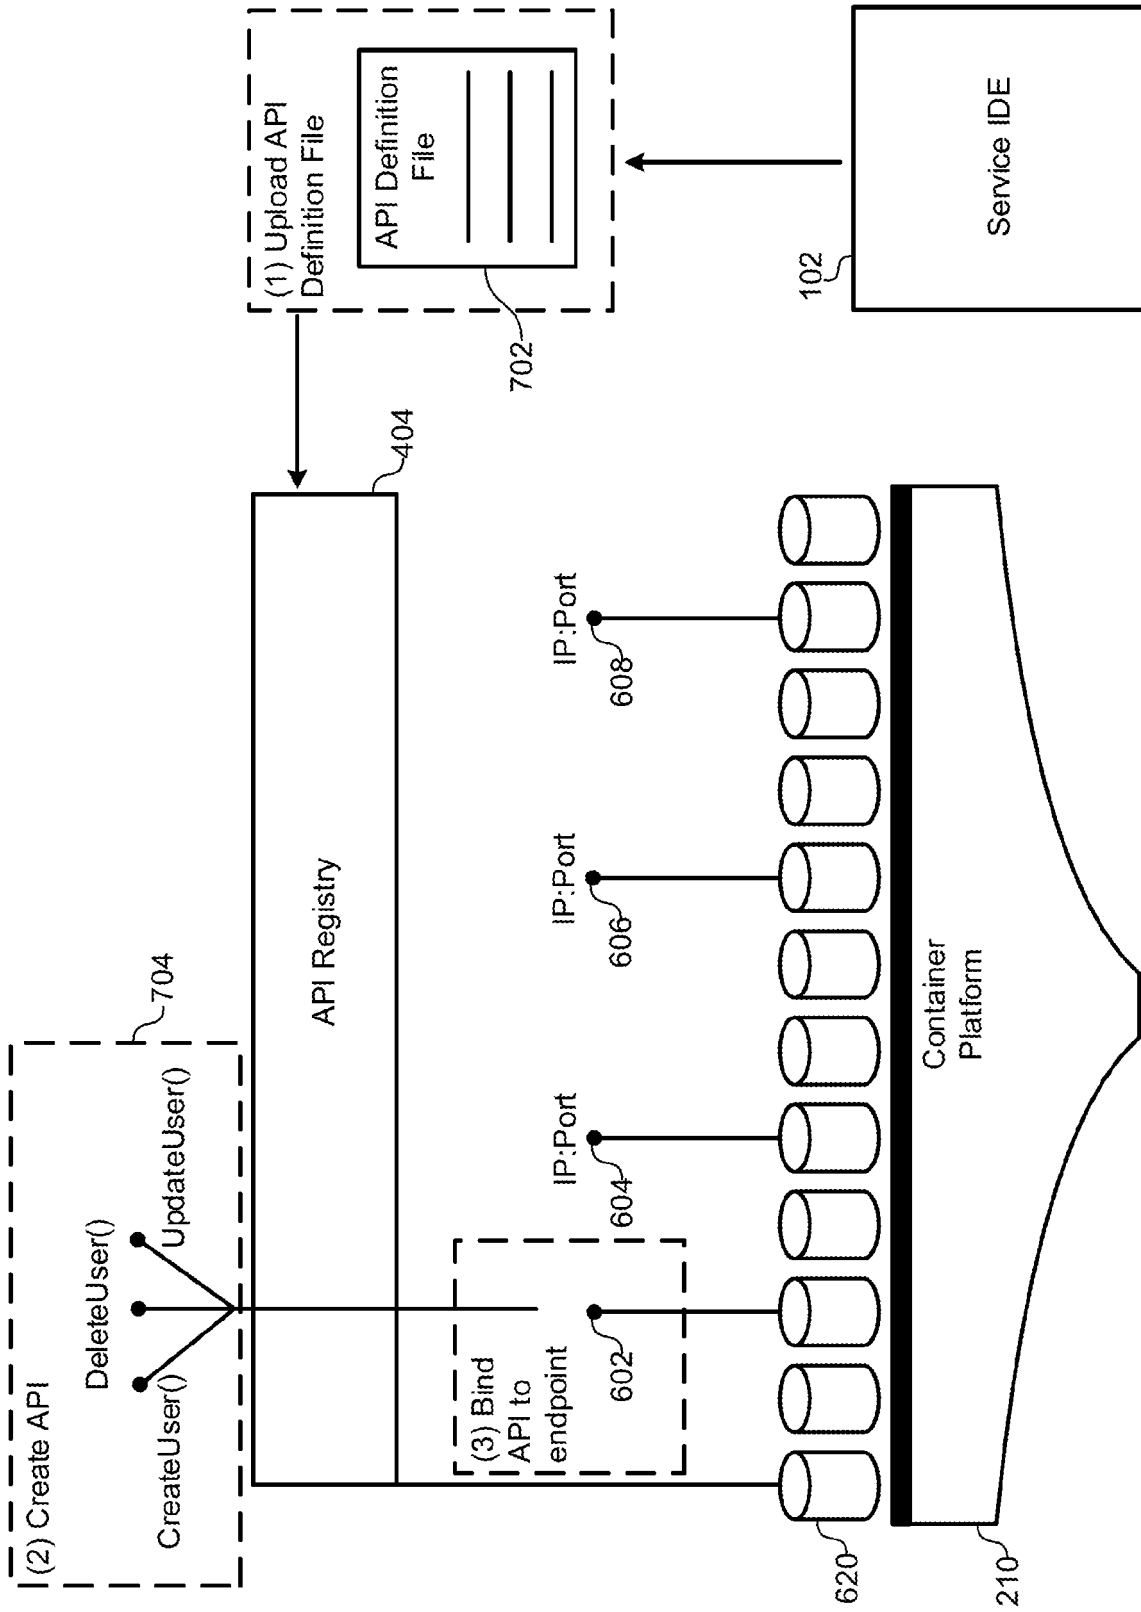 (2) Create API
DeleteUser()
CreateUser()
UpdateUser()
704
API Registry
404
(1) Upload API
Definition File
API Definition
File
702
(3) Bind
API to
endpoint
602
IP:Port
604
IP:Port
606
IP:Port
608
620
Container
Platform
210
102
Service IDE